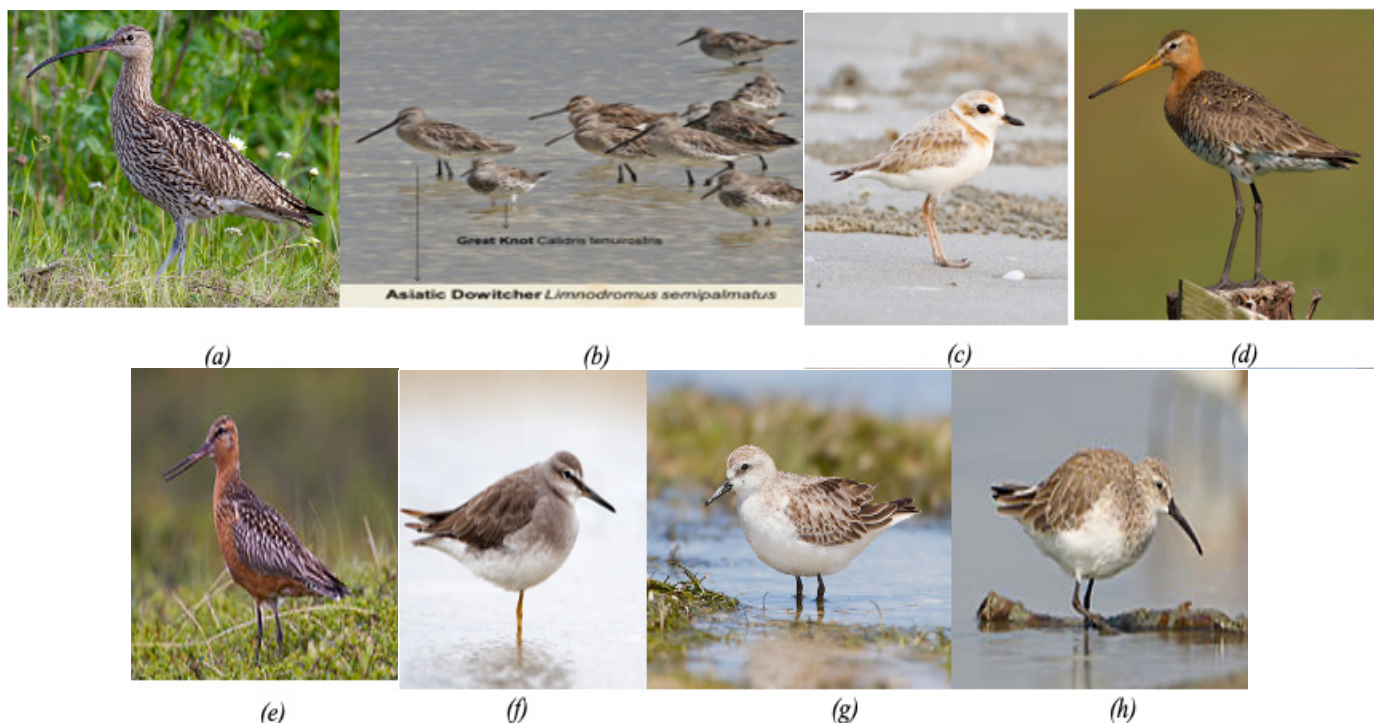 Great Knot Calidris tenuirostris
Asiatic Dowitcher Limnodromus semipalmatus
(a)
(b)
(c)
(d)
(e)
(f)
(g)
(h)